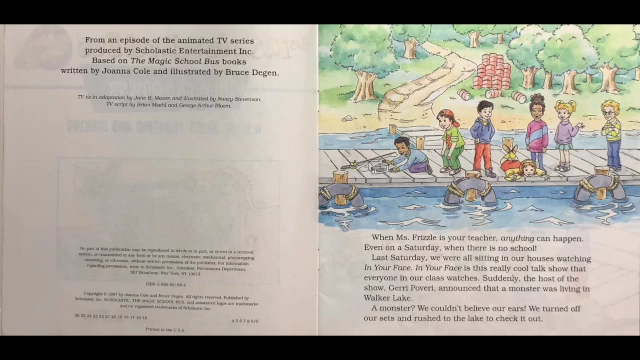 From an episode of the animated TV series
produced by Scholastic Entertainment Inc.
Based on The Magic School Bus books
written by Joanna Cole and illustrated by Bruce Degen.
TV tie-in adaptation by and illustrated by Nancy Stevenson.
TV script by Brian Meehl and George Arthur Bloom.
No part of this publication may be reproduced in whole or in part, or stored in a retrieval
system, or transmitted in any form or by any means, electronic, mechanical, photocopying,
recording, or otherwise, without written permission of the publisher. For information
regarding permission, write to Scholastic Inc., Attention: Permissions Department,
555 Broadway, New York, NY 10012.
Copyright © 1997 by Joanna Cole and Bruce Degen. All rights reserved. Published by
Scholastic Inc. SCHOLASTIC, THE MAGIC SCHOOL BUS, and associated logos are trademarks
and/or registered trademarks of Scholastic Inc.
Printed in the U.S.A.
When Ms. Frizzle is your teacher, anything can happen.
Even on a Saturday, when there is no school!
Last Saturday, we were all sitting in our houses watching
In Your Face. In Your Face is this really cool talk show that
everyone in our class watches. Suddenly, the host of the
show, Gerri Poveri, announced that a monster was living in
Walker Lake.
A monster? We couldn't believe our ears! We turned off
our sets and rushed to the lake to check it out.